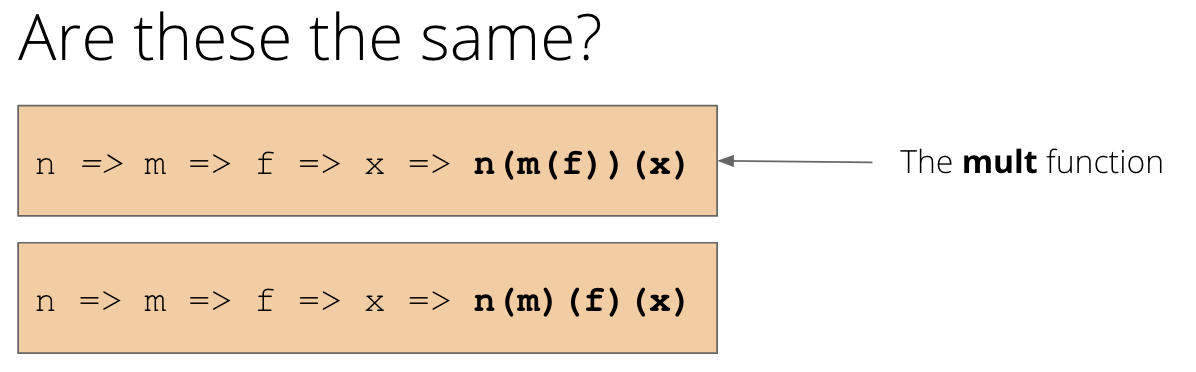 Are these the same?
n => m => f => x => n(m(f))(x)
The mult function
n => m => f => x => n(m)(f)(x)